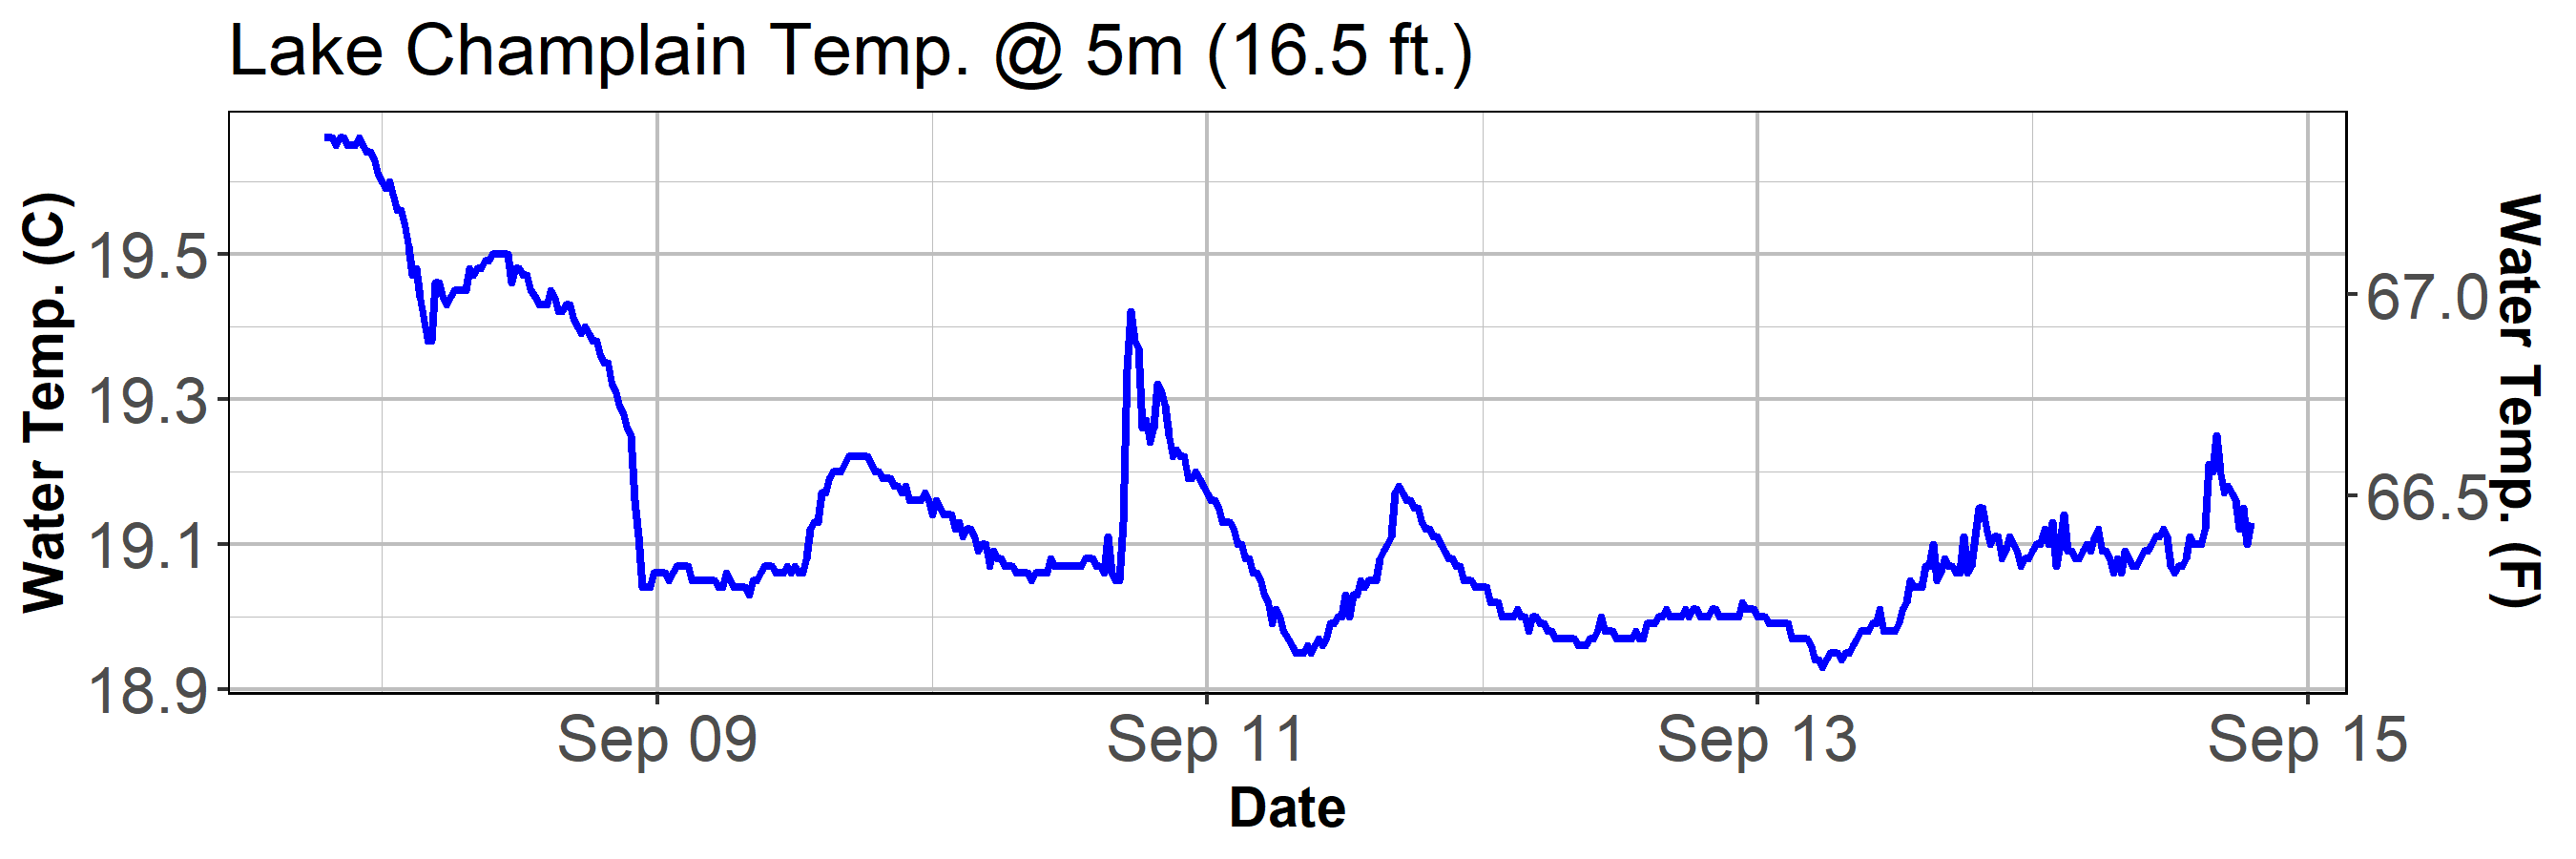 Lake Champlain Temp. @ 5m (16.5 ft.)
Water Temp. (C)
19.5
19.3
19.1
18.9
67.0
66.5
Water Temp. (F)
Sep 09 Sep 11 Sep 13 Sep 15
Date